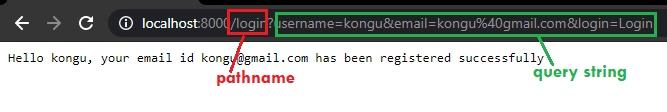 localhost:8000/login?username=kongu&email=kongu%40gmail.com&login=Login
Hello kongu, your email id kongu@gmail.com has been registered successfully
pathname
query string